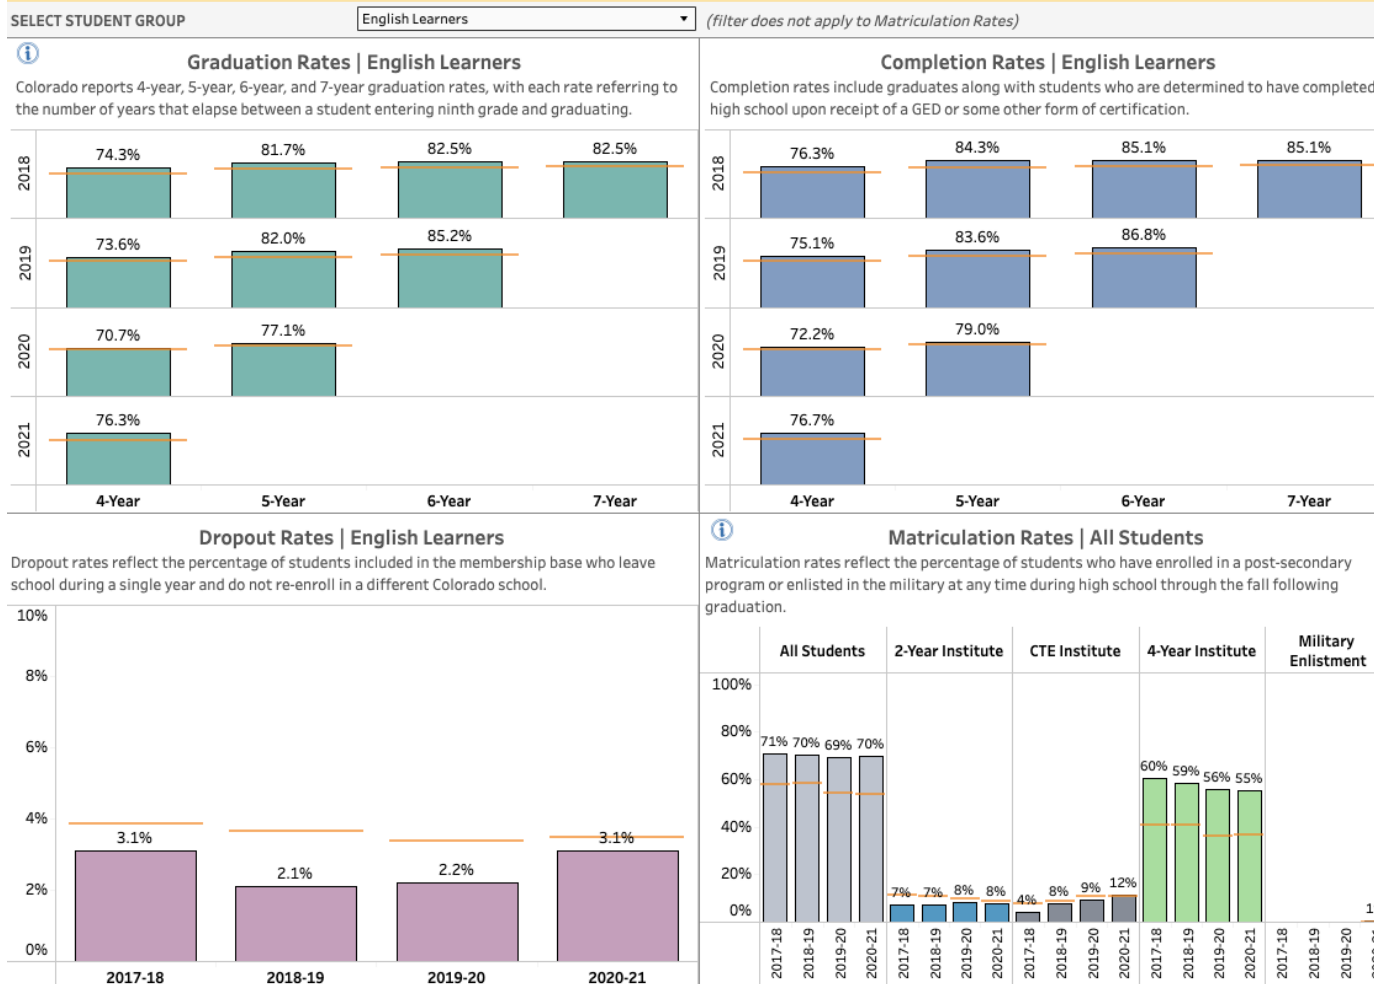 SELECT STUDENT GROUP
English Learners
(filter does not apply to Matriculation Rates)
Graduation Rates | English Learners
Colorado reports 4-year, 5-year, 6-year, and 7-year graduation rates, with each rate referring to
the number of years that elapse between a student entering ninth grade and graduating.
2018
74.3%
81.7%
82.5%
82.5%
2019
73.6%
82.0%
85.2%
2020
70.7%
77.1%
2021
76.3%
4-Year
5-Year
6-Year
7-Year
Completion Rates | English Learners
Completion rates include graduates along with students who are determined to have completed
high school upon receipt of a GED or some other form of certification.
2018
76.3%
84.3%
85.1%
85.1%
2019
75.1%
83.6%
86.8%
2020
72.2%
79.0%
2021
76.7%
4-Year
5-Year
6-Year
7-Year
Dropout Rates | English Learners
Dropout rates reflect the percentage of students included in the membership base who leave
school during a single year and do not re-enroll in a different Colorado school.
10%
8%
6%
4%
2%
0%
3.1%
2.1%
2.2%
3.1%
2017-18
2018-19
2019-20
2020-21
Matriculation Rates | All Students
Matriculation rates reflect the percentage of students who have enrolled in a post-secondary
program or enlisted in the military at any time during high school through the fall following
graduation.
All Students
2-Year Institute
CTE Institute
4-Year Institute
Military
Enlistment
100%
80%
60%
40%
20%
0%
71%
70%
69%
70%
7%
7%
8%
8%
4%
8%
9%
12%
60%
59%
56%
55%
1
2017-18
2018-19
2019-20
2020-21
2017-18
2018-19
2019-20
2020-21
2017-18
2018-19
2019-20
2020-21
2017-18
2018-19
2019-20
2020-21
2017-18
2018-19
2019-20